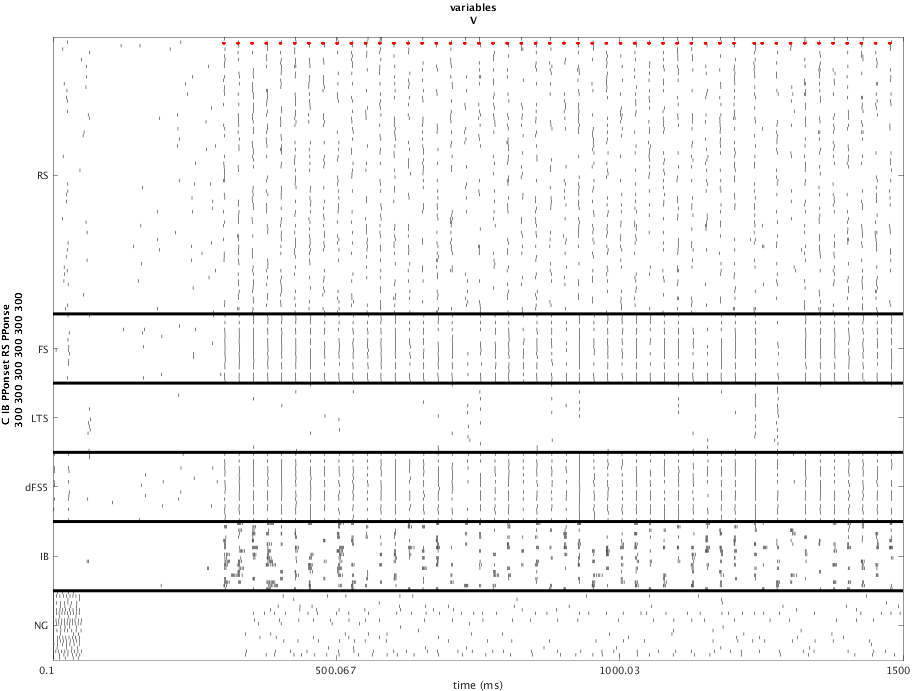 variables
V
C IB PPonset RS PPonse
300 300 300 300 300 300
RS
FS
LTS
dFS5
IB
NG
0.1
500.067
1000.03
1500
time (ms)